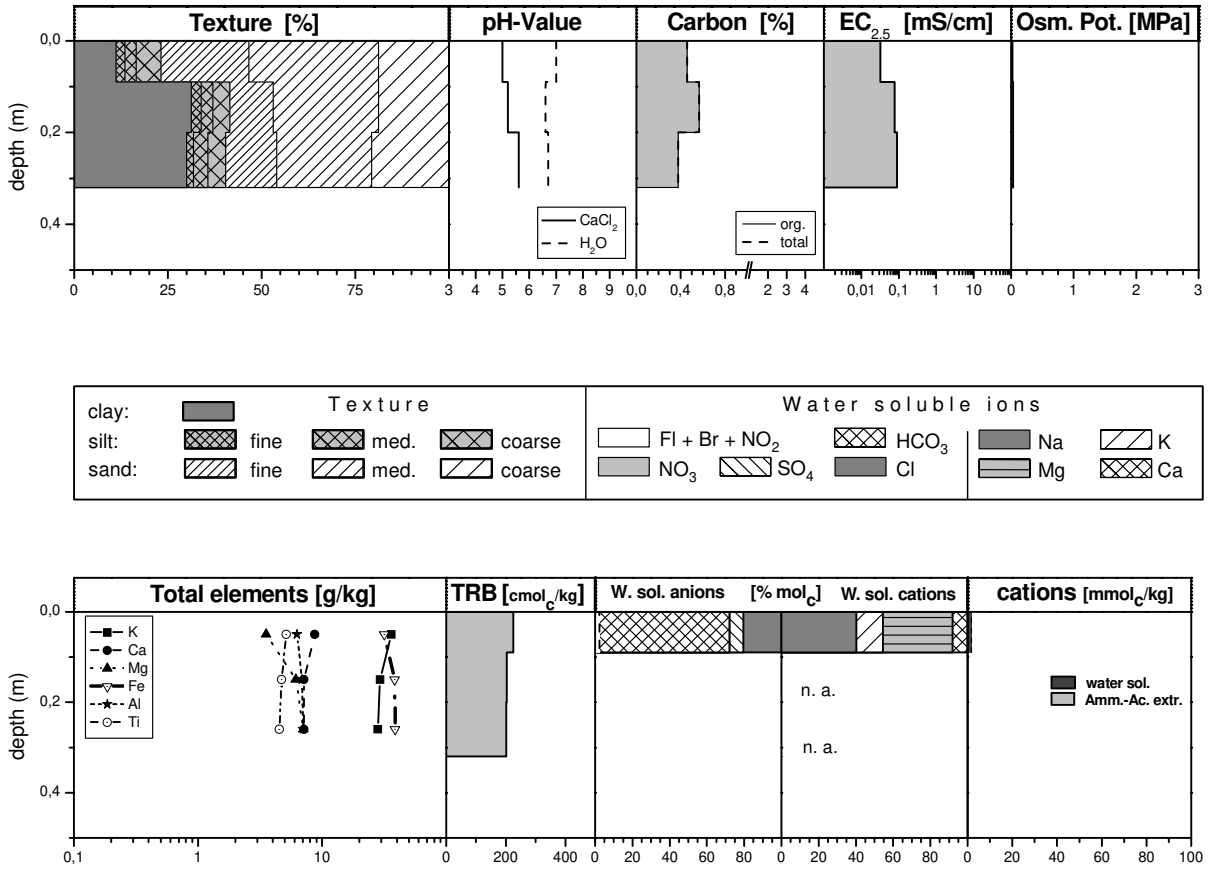 Texture [%] pH-Value Carbon [%] EC2.5 [mS/cm] Osm. Pot. [MPa]
depth (m)
0,0
0,2
0,4
CaCl2
H2O
org.
total
0 25 50 75 3 4 5 6 7 8 9 0,0 0,4 0,8 2 3 4 0,01 0,1 1 10 0 1 2 3
Texture
clay:
silt: fine med. coarse
sand: fine med. coarse
Water soluble ions
Fl + Br + NO2 HCO3 Na K
NO3 SO4 Cl Mg Ca
Total elements [g/kg] TRB [cmolc/kg] W. sol. anions [% molc] W. sol. cations cations [mmolc/kg]
depth (m)
0,0
0,2
0,4
K
Ca
Mg
Fe
Al
Ti
n. a.
n. a.
water sol.
Amm.-Ac. extr.
0,1 1 10 0 200 400 0 20 40 60 80 0 20 40 60 80 0 20 40 60 80 100